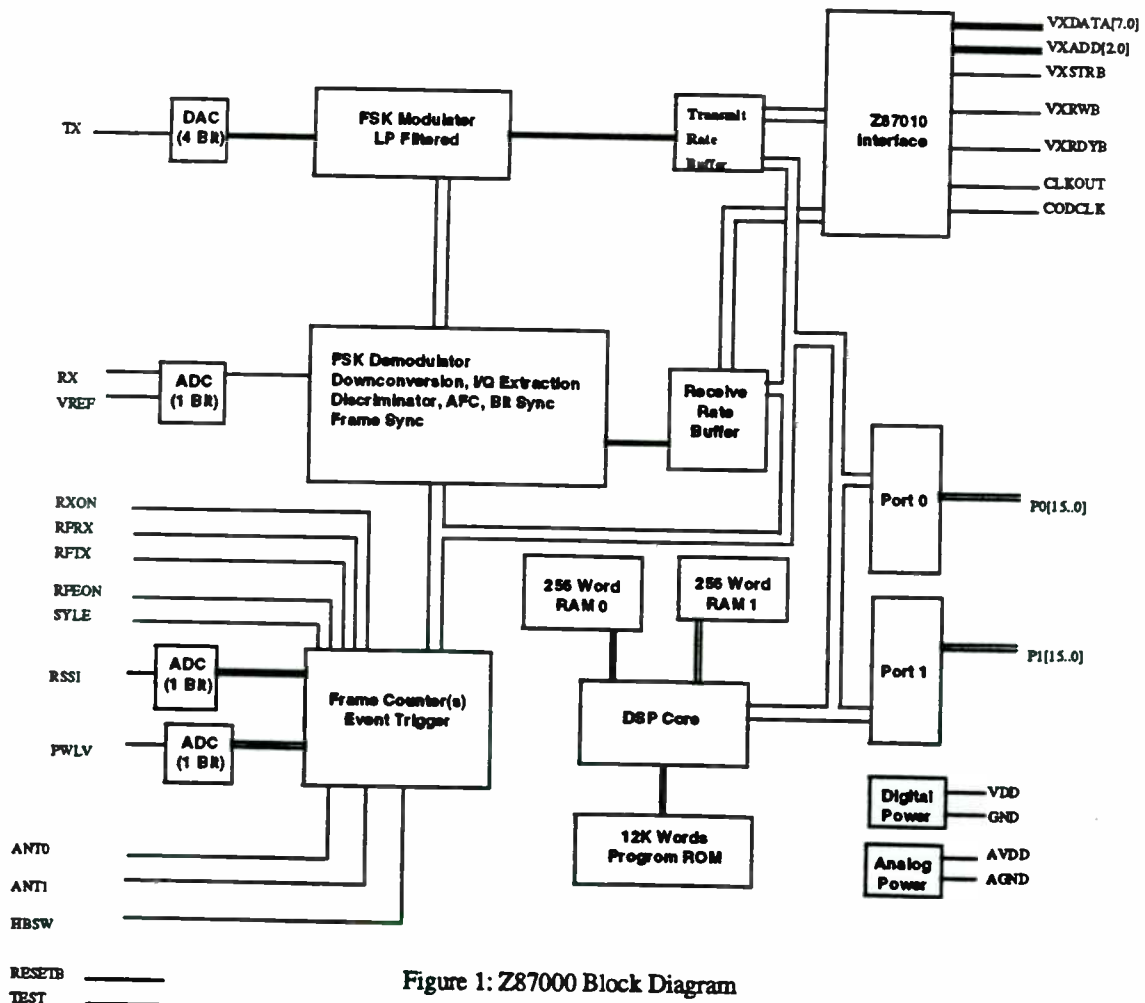 VXDATA[7.0]
VXADD[2.0]
VXSTRB
VXRWB
VXRDYB
CLKOUT
CODCLK
Z87010
Interface
Transmit
Rate
Buffer
FSK Modulator
LP Filtered
DAC
(4 Bit)
TX
FSK Demodulator
Downconversion, I/Q Extraction
Discriminator, AFC, Bit Sync
Frame Sync
RX
VREF
ADC
(1 Bit)
Receive
Rate
Buffer
Port 0
P0[15..0]
RXON
RFRX
RFTX
RFEON
SYLE
256 Word
RAM 0
256 Word
RAM 1
Port 1
P1[15..0]
RSSI
ADC
(1 Bit)
PWLV
ADC
(1 Bit)
Frame Counter(s)
Event Trigger
DSP Core
12K Words
Progrom ROM
Digital
Power
VDD
GND
Analog
Power
AVDD
AGND
ANT0
ANT1
HBSW
RESETB
TEST
Figure 1: Z87000 Block Diagram